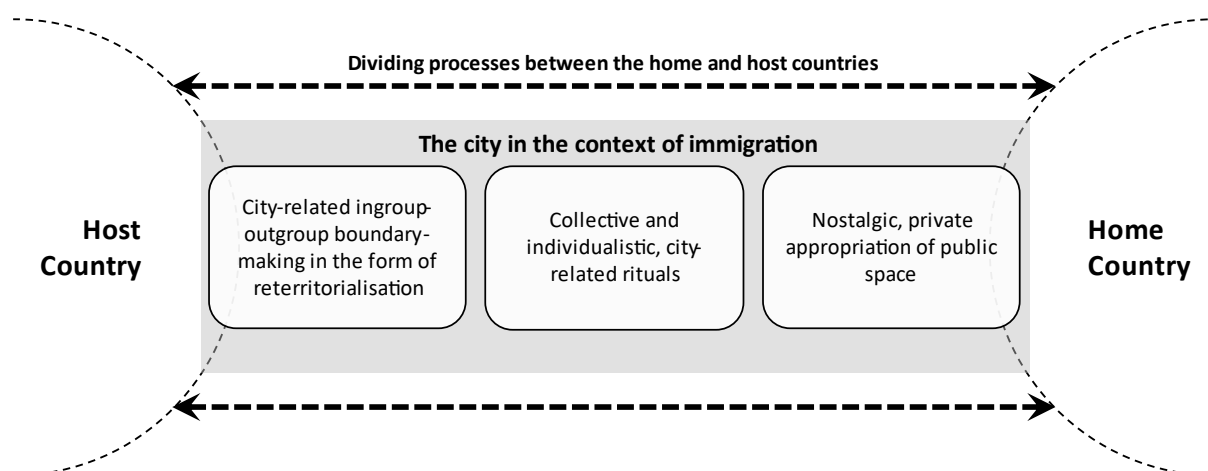 Dividing processes between the home and host countries
The city in the context of immigration
Host
Country
City-related ingroup-
outgroup boundary-
making in the form of
reterritorialisation
Collective and
individualistic, city-
related rituals
Nostalgic, private
appropriation of public
space
Home
Country